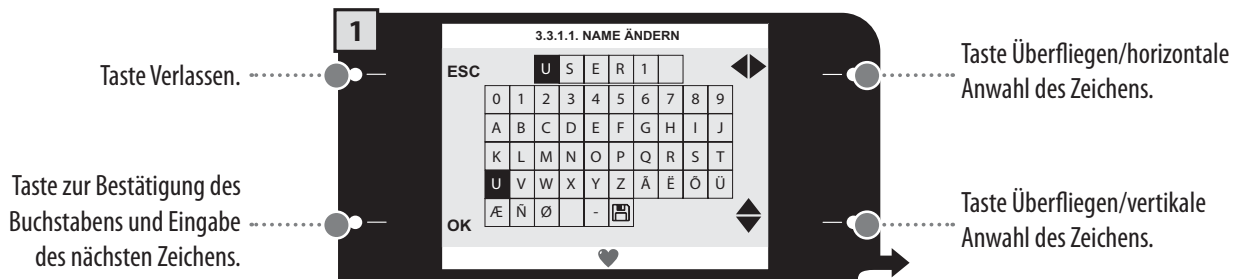 1
3.3.1.1. NAME ÄNDERN
Taste Verlassen.
ESC
U S E R 1
Taste Überfliegen/horizontale
Anwahl des Zeichens.
0 1 2 3 4 5 6 7 8 9
A B C D E F G H I J
K L M N O P Q R S T
U V W X Y Z Ä Ë Õ Ü
Æ Ñ Ø -
OK
Taste zur Bestätigung des
Buchstabens und Eingabe
des nächsten Zeichens.
Taste Überfliegen/vertikale
Anwahl des Zeichens.